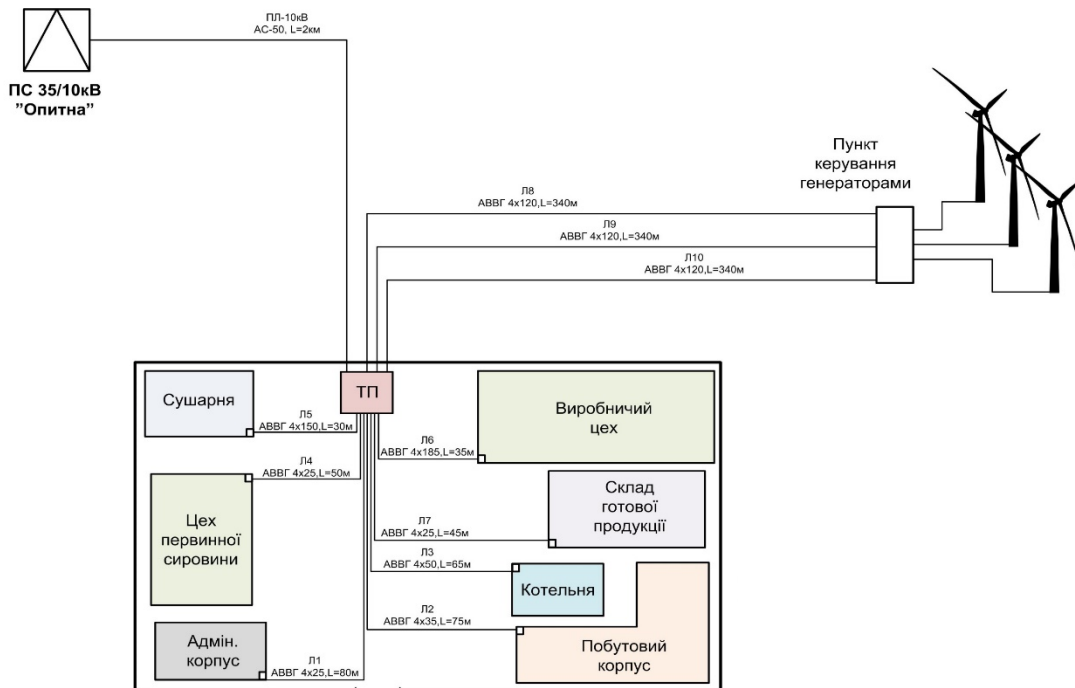 ПЛ-10кВ
АС-50, L=2км
ПС 35/10кВ
”Опитна”
Пункт
керування
генераторами
Л8
АВВГ 4х120,L=340м
Л9
АВВГ 4х120,L=340м
Л10
АВВГ 4х120,L=340м
Сушарня
ТП
Виробничий
цех
Л5
АВВГ 4х150,L=30м
Л6
АВВГ 4х185,L=35м
Л4
АВВГ 4х25,L=50м
Цех
первинної
сировини
Склад
готової
продукції
Л7
АВВГ 4х25,L=45м
Л3
АВВГ 4х50,L=65м
Котельня
Л2
АВВГ 4х35,L=75м
Адмін.
корпус
Побутовий
корпус
Л1
АВВГ 4х25,L=80м